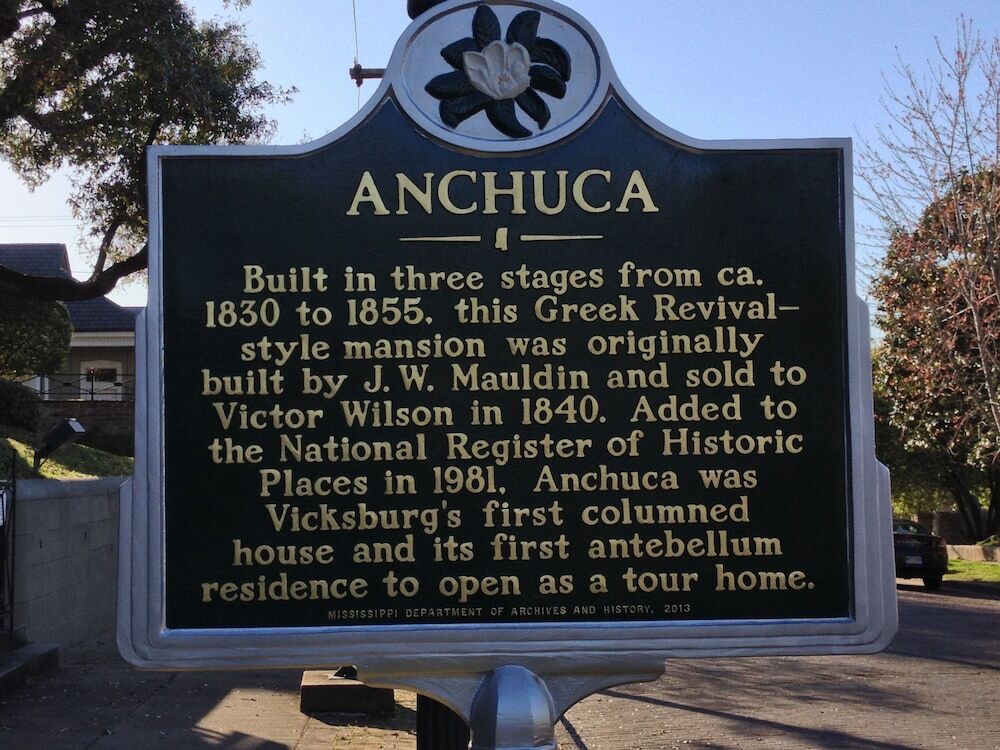 ANCHUCA
Built in three stages from ca.
1830 to 1855, this Greek Revival-
style mansion was originally
built by J.W. Mauldin and sold to
Victor Wilson in 1840. Added to
the National Register of Historic
Places in 1981, Anchuca was
Vicksburg's first columned
house and its first antebellum
residence to open as a tour home.
MISSISSIPPI DEPARTMENT OF ARCHIVES AND HISTORY, 2013